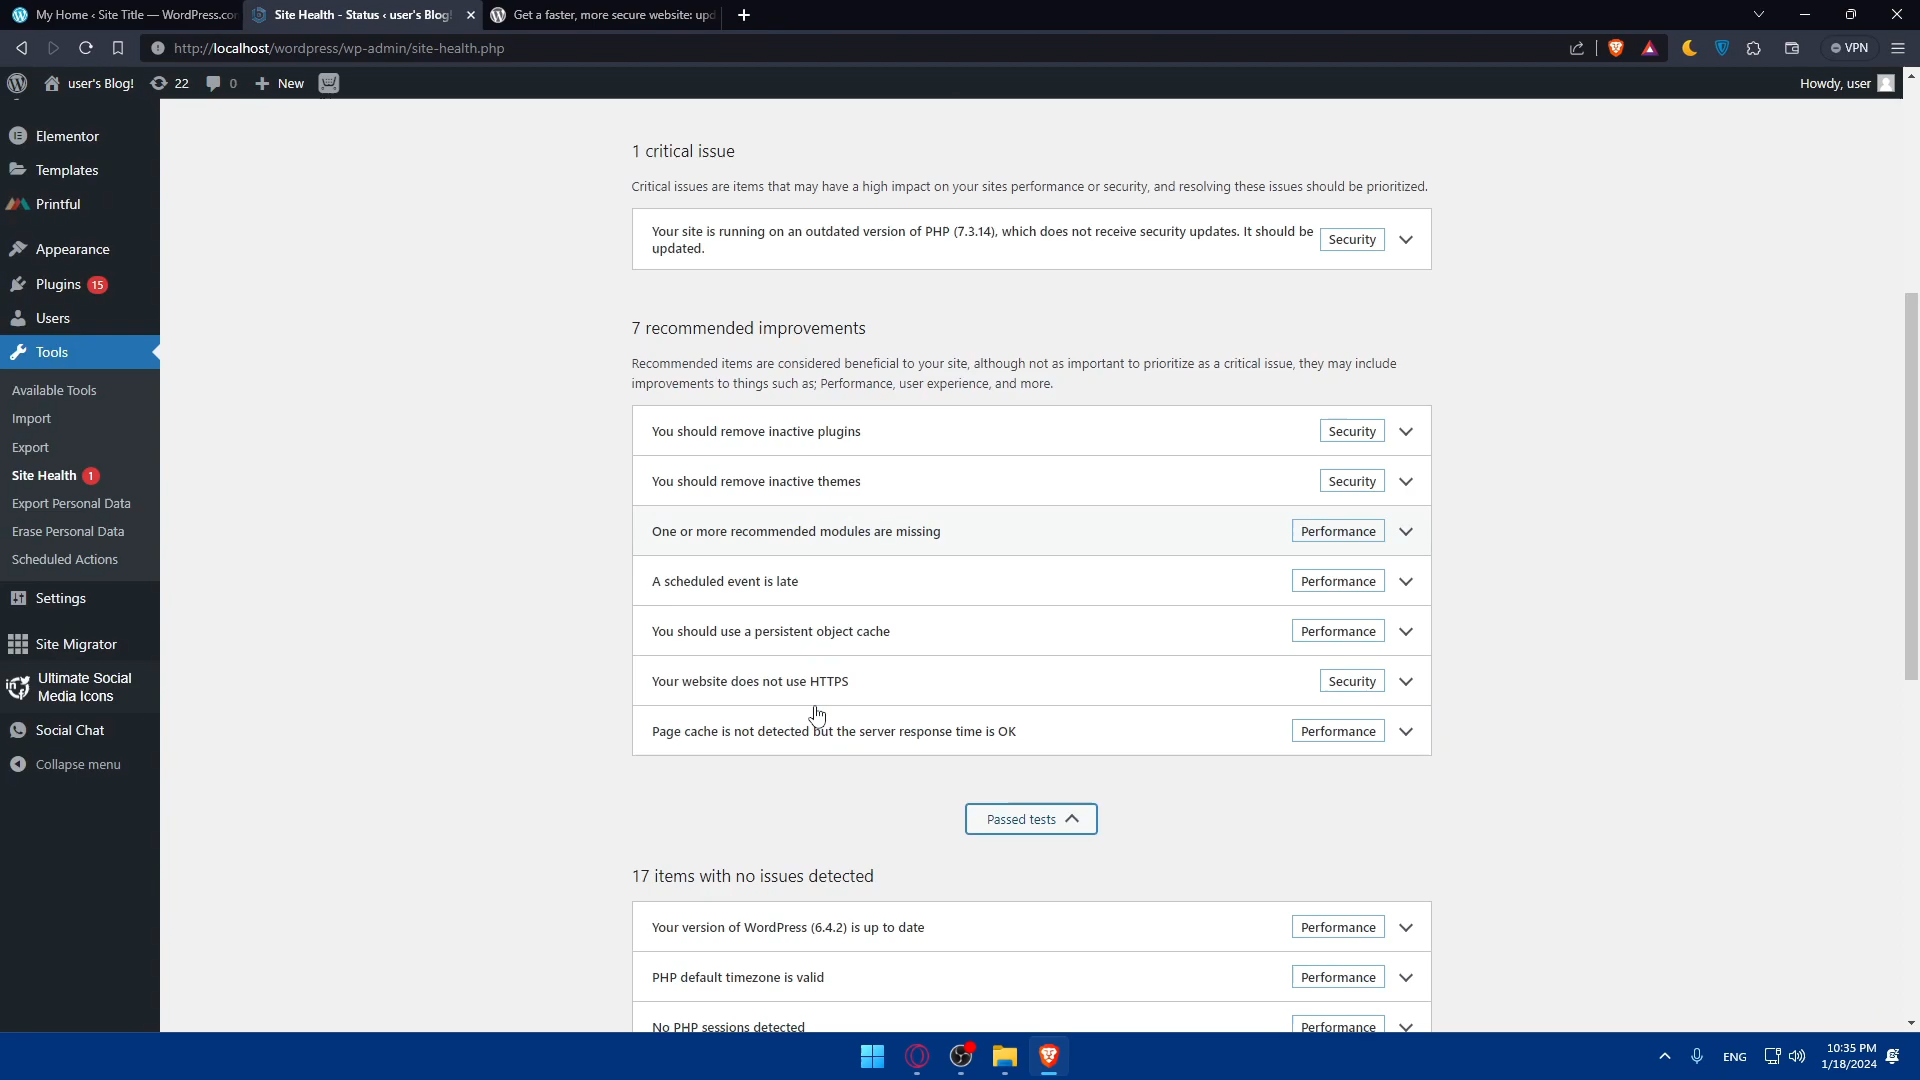 My Home < Site Title — WordPress.com
Site Health - Status ‹ user's Blog!
Get a faster, more secure website: upd
http://localhost/wordpress/wp-admin/site-health.php
VPN
user's Blog!
22
0
New
Howdy, user
Elementor
Templates
Printful
Appearance
Plugins 15
Users
Tools
Available Tools
Import
Export
Site Health 1
Export Personal Data
Erase Personal Data
Scheduled Actions
Settings
Site Migrator
Ultimate Social
Media Icons
Social Chat
Collapse menu
1 critical issue
Critical issues are items that may have a high impact on your sites performance or security, and resolving these issues should be prioritized.
Your site is running on an outdated version of PHP (7.3.14), which does not receive security updates. It should be
updated.
Security
7 recommended improvements
Recommended items are considered beneficial to your site, although not as important to prioritize as a critical issue, they may include
improvements to things such as; Performance, user experience, and more.
You should remove inactive plugins Security
You should remove inactive themes Security
One or more recommended modules are missing Performance
A scheduled event is late Performance
You should use a persistent object cache Performance
Your website does not use HTTPS Security
Page cache is not detected but the server response time is OK Performance
Passed tests
17 items with no issues detected
Your version of WordPress (6.4.2) is up to date Performance
PHP default timezone is valid Performance
No PHP sessions detected Performance
ENG
10:35 PM
1/18/2024